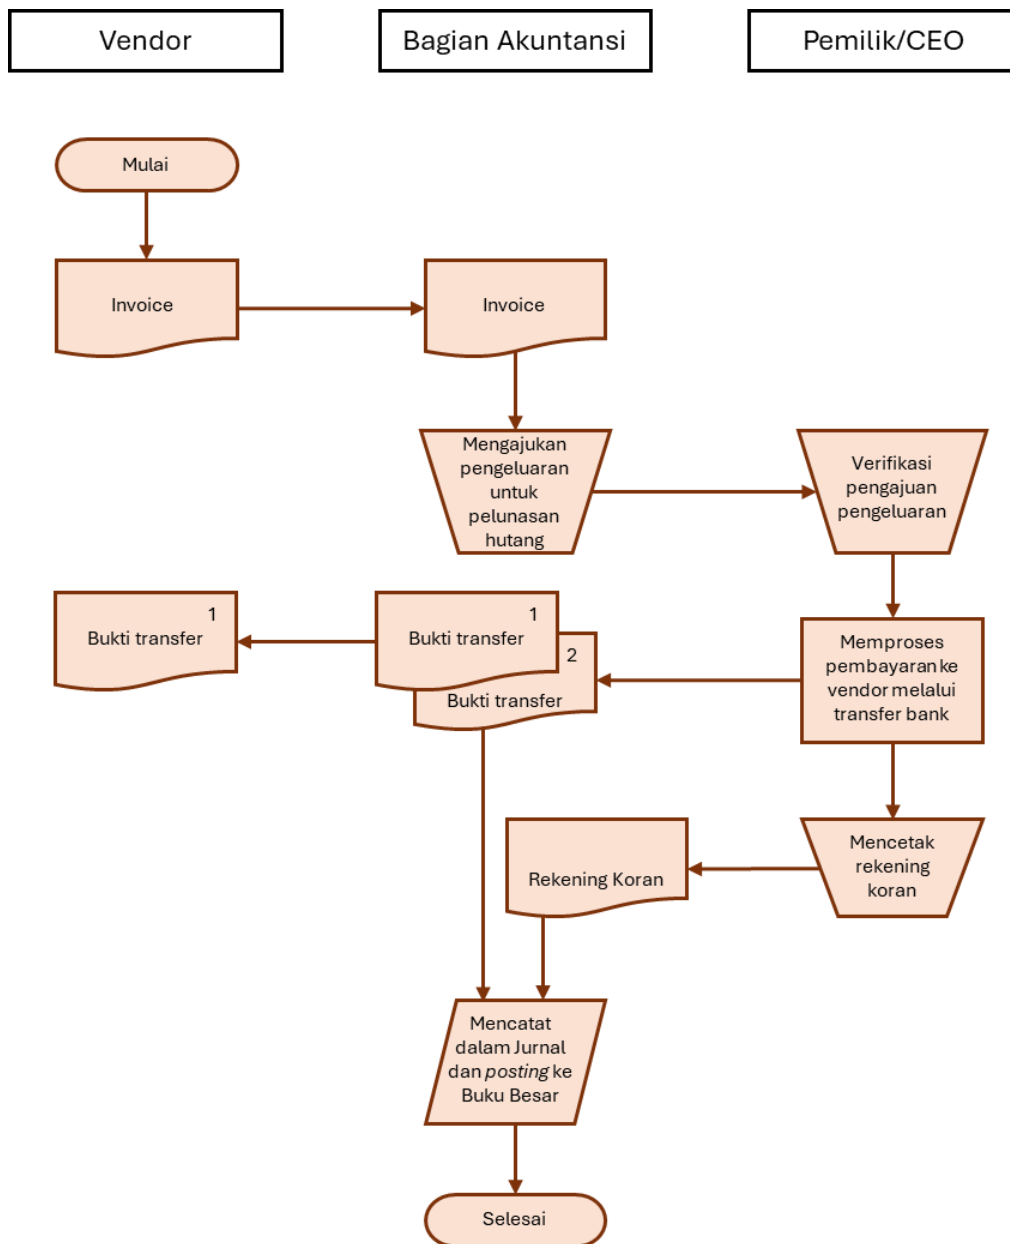 Vendor
Bagian Akuntansi
Pemilik/CEO
Mulai
Invoice
Invoice
Mengajukan
pengeluaran
untuk
pelunasan
hutang
Verifikasi
pengajuan
pengeluaran
1
Bukti transfer
1
Bukti transfer
2
Bukti transfer
Memproses
pembayaran ke
vendor melalui
transfer bank
Rekening Koran
Mencetak
rekening
koran
Mencatat
dalam Jurnal
dan posting ke
Buku Besar
Selesai